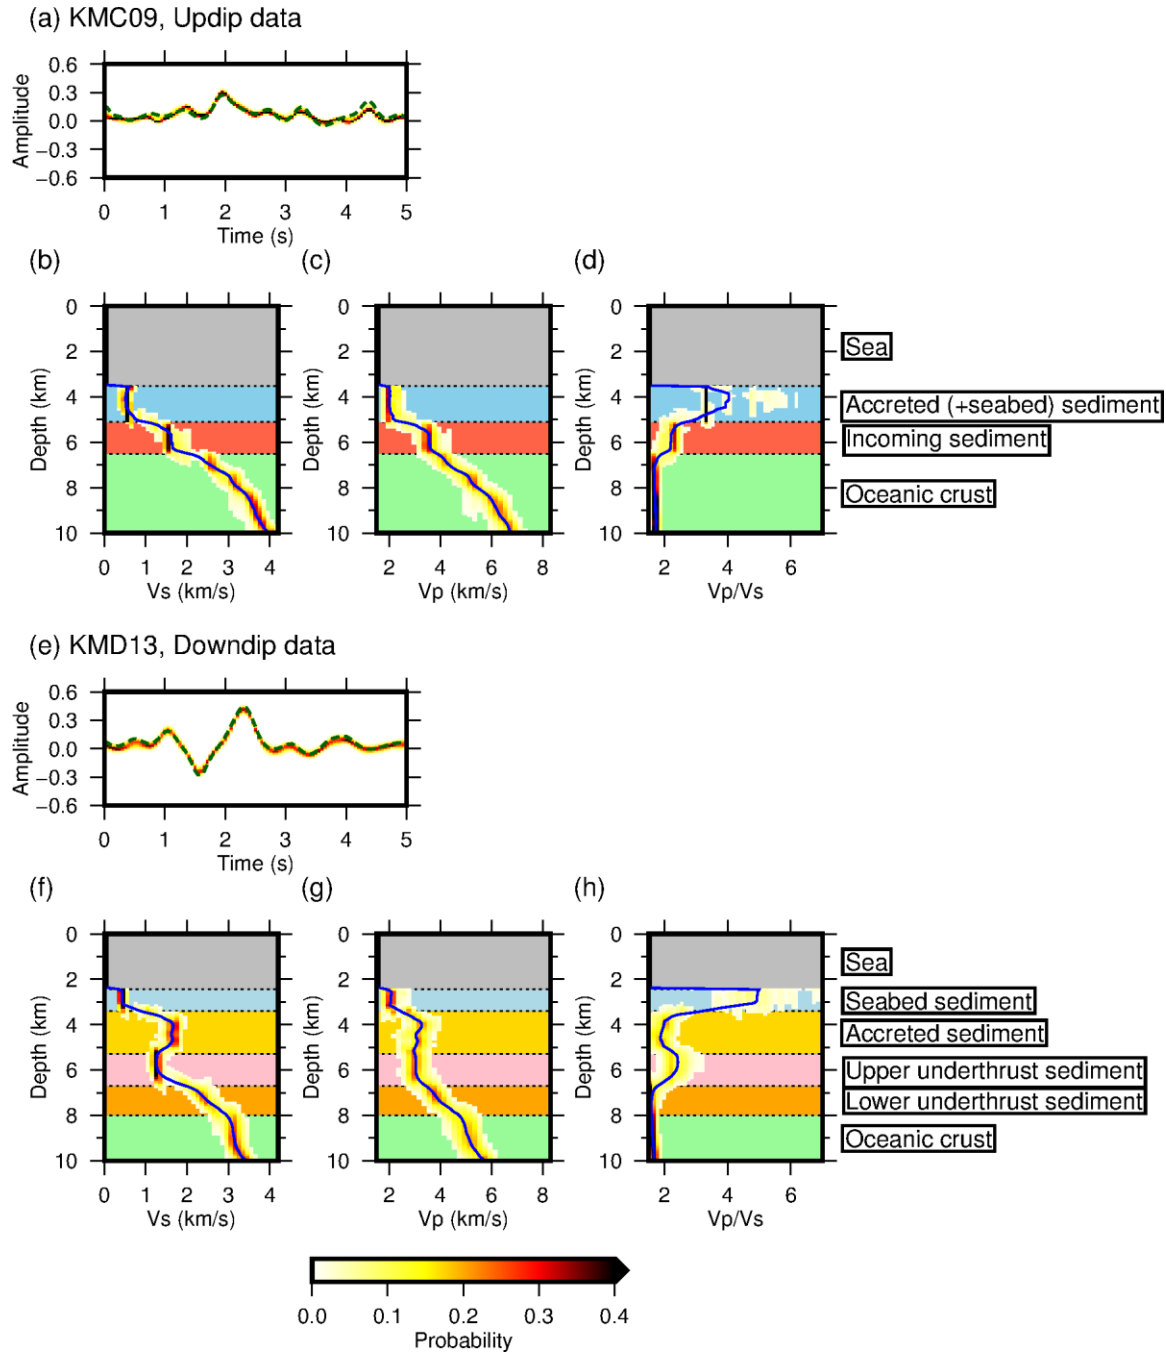 (a) KMC09, Updip data
0.6
0.3
0.0
−0.3
−0.6
Amplitude
0 1 2 3 4 5
Time (s)
(b) (c) (d)
0
2
4
6
8
10
Depth (km)
0 1 2 3 4
Vs (km/s)
0
2
4
6
8
10
Depth (km)
2 4 6 8
Vp (km/s)
0
2
4
6
8
10
Depth (km)
2 4 6
Vp/Vs
Sea
Accreted (+seabed) sediment
Incoming sediment
Oceanic crust
(e) KMD13, Downdip data
0.6
0.3
0.0
−0.3
−0.6
Amplitude
0 1 2 3 4 5
Time (s)
(f) (g) (h)
0
2
4
6
8
10
Depth (km)
0 1 2 3 4
Vs (km/s)
0
2
4
6
8
10
Depth (km)
2 4 6 8
Vp (km/s)
0
2
4
6
8
10
Depth (km)
2 4 6
Vp/Vs
Sea
Seabed sediment
Accreted sediment
Upper underthrust sediment
Lower underthrust sediment
Oceanic crust
0.0 0.1 0.2 0.3 0.4
Probability